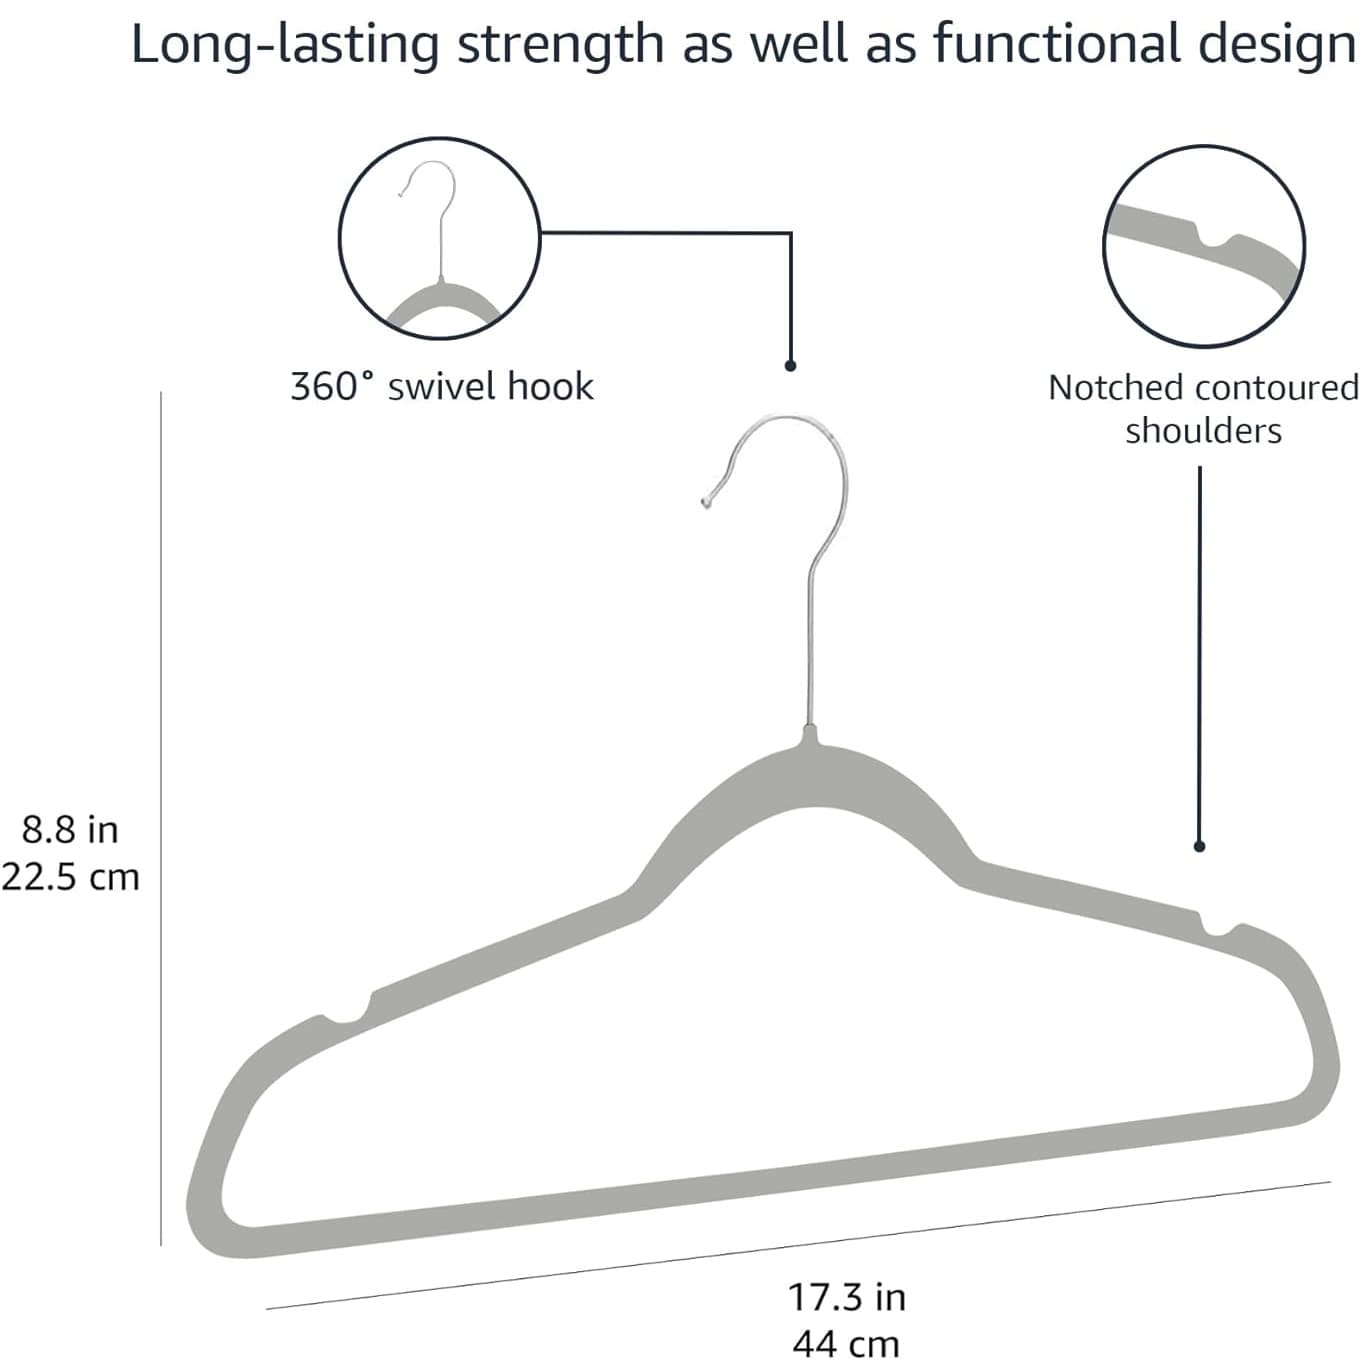 Long-lasting strength as well as functional design
360° swivel hook
Notched contoured
shoulders
8.8 in
22.5 cm
17.3 in
44 cm